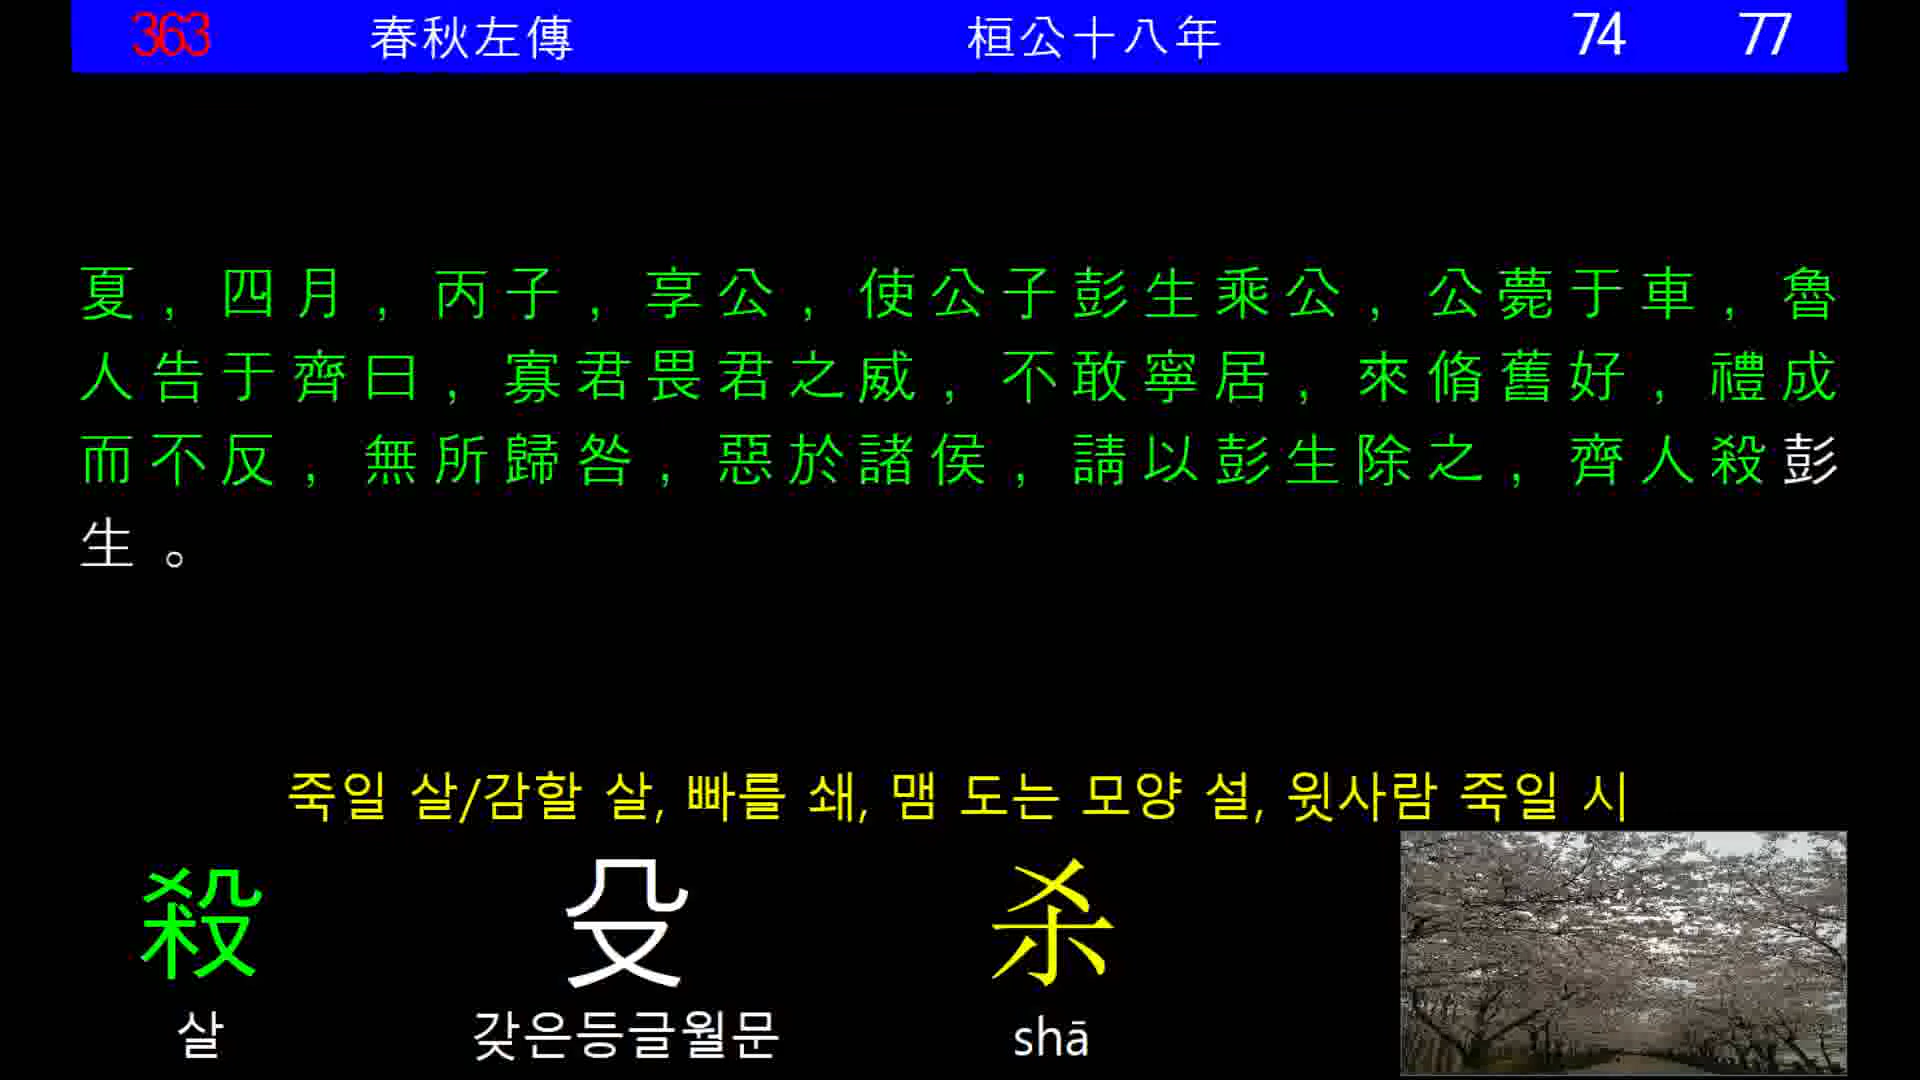 363 春秋左傳 桓公十八年 74 77
夏，四月，丙子，享公，使公子彭生乘公，公薨于車，魯
人告于齊曰，寡君畏君之威，不敢寧居，來脩舊好，禮成
而不反，無所歸咎，惡於諸侯，請以彭生除之，齊人殺彭
生。
죽일 살/감할 살, 빠를 쇄, 맴 도는 모양 설, 윗사람 죽일 시
殺 殳 杀
살 갖은등글월문 shā